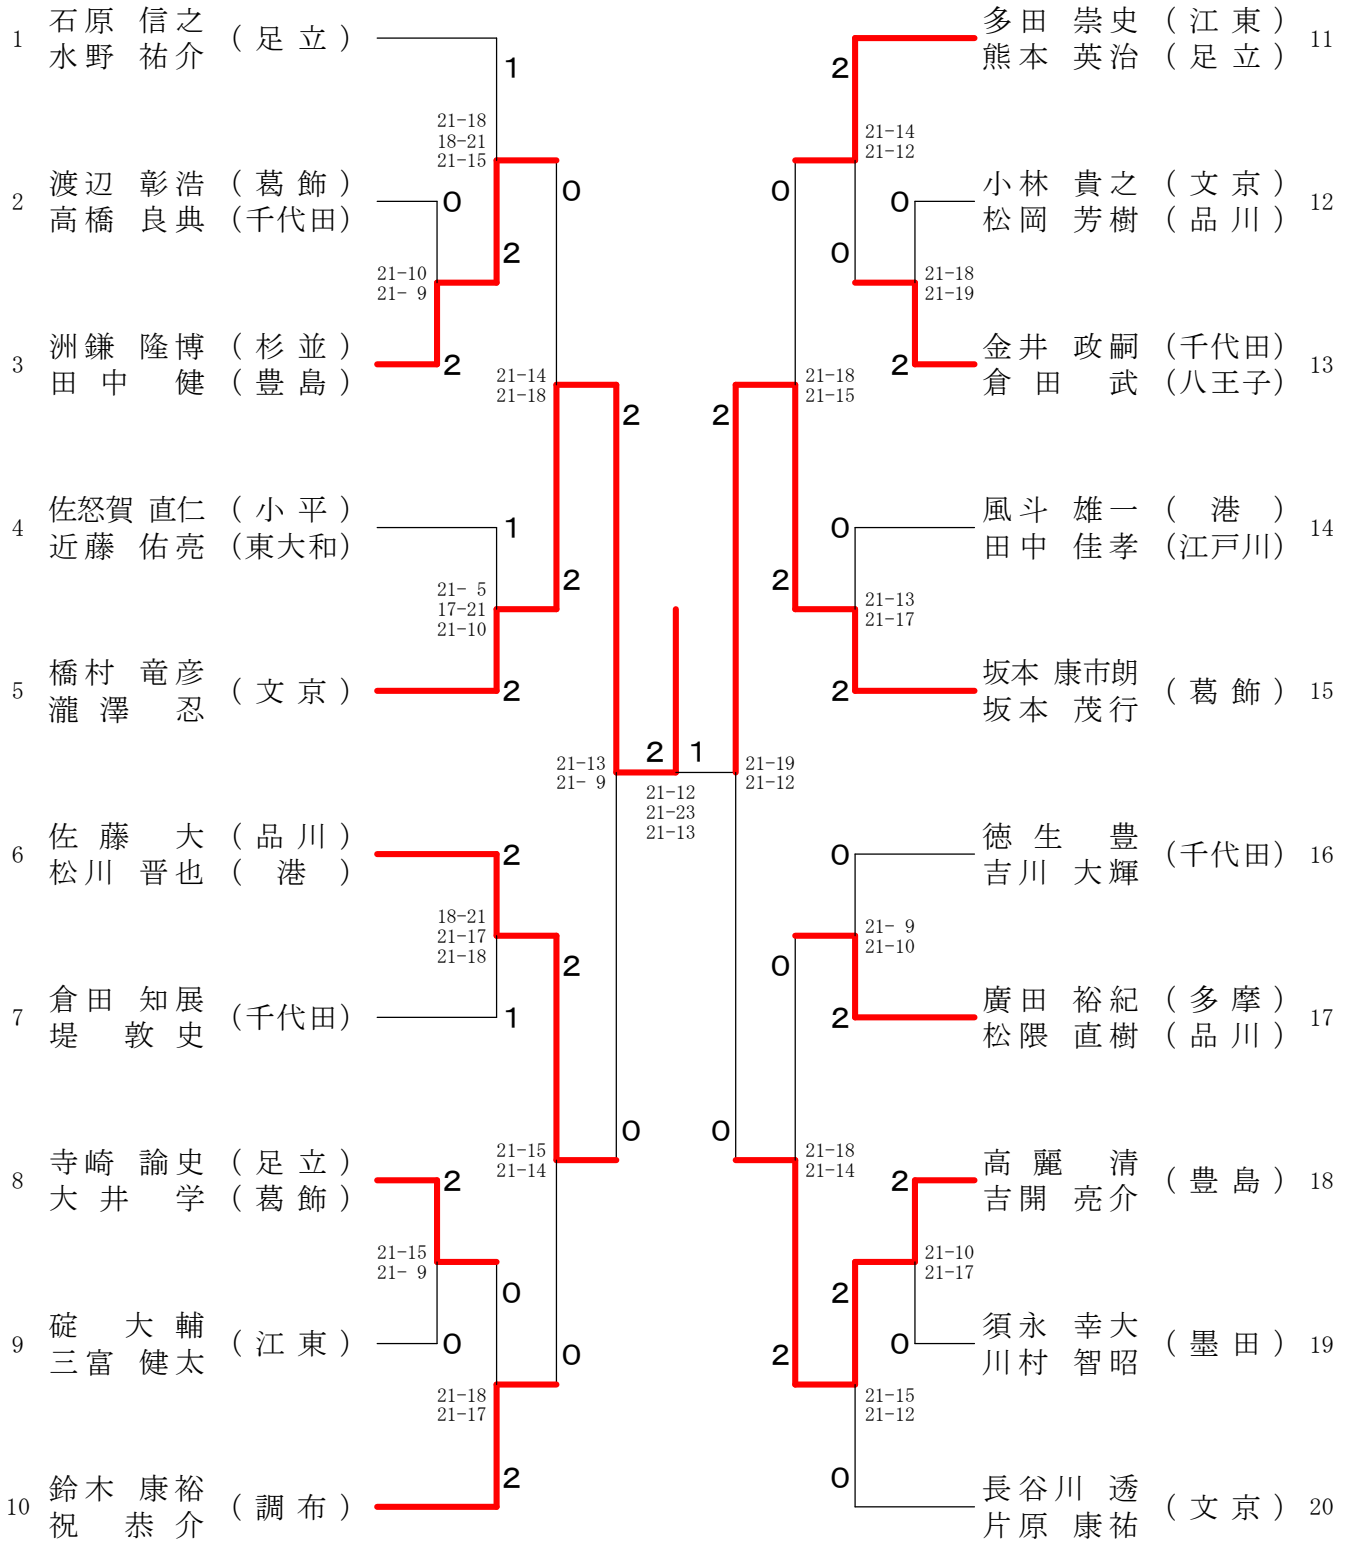 1 石原 信之 (足立)
水野 祐介
1
21-18
18-21
21-15
2 渡辺 彰浩 (葛飾)
高橋 良典 (千代田)
0
0
2
21-10
21- 9
3 洲鎌 隆博 (杉並)
田中 健 (豊島)
2
21-14
21-18
2
4 佐怒賀 直仁 (小平)
近藤 佑亮 (東大和)
1
2
21- 5
17-21
21-10
5 橋村 竜彦 (文京)
瀧澤 忍
2
21-13
21- 9
2 1
21-12
21-23
21-13
6 佐藤 大 (品川)
松川 晋也 (港)
2
18-21
21-17
21-18
2
7 倉田 知展 (千代田)
堤 敦史
1
0
21-15
21-14
8 寺崎 諭史 (足立)
大井 学 (葛飾)
2
21-15
21- 9
0
9 碇 大輔 (江東)
三富 健太
0
0
21-18
21-17
10 鈴木 康裕 (調布)
祝 恭介
2
多田 崇史 (江東) 11
熊本 英治 (足立)
2
21-14
21-12
小林 貴之 (文京) 12
松岡 芳樹 (品川)
0
0
0
21-18
21-19
金井 政嗣 (千代田) 13
倉田 武 (八王子)
2
21-18
21-15
2
風斗 雄一 (港) 14
田中 佳孝 (江戸川)
0
2
21-13
21-17
坂本 康市朗 (葛飾) 15
坂本 茂行
2
21-19
21-12
徳生 豊 (千代田) 16
吉川 大輝
0
21- 9
21-10
0
廣田 裕紀 (多摩) 17
松隈 直樹 (品川)
2
0
21-18
21-14
高麗 清 (豊島) 18
吉開 亮介
2
21-10
21-17
2
須永 幸大 (墨田) 19
川村 智昭
0
2
21-15
21-12
長谷川 透 (文京) 20
片原 康祐
0